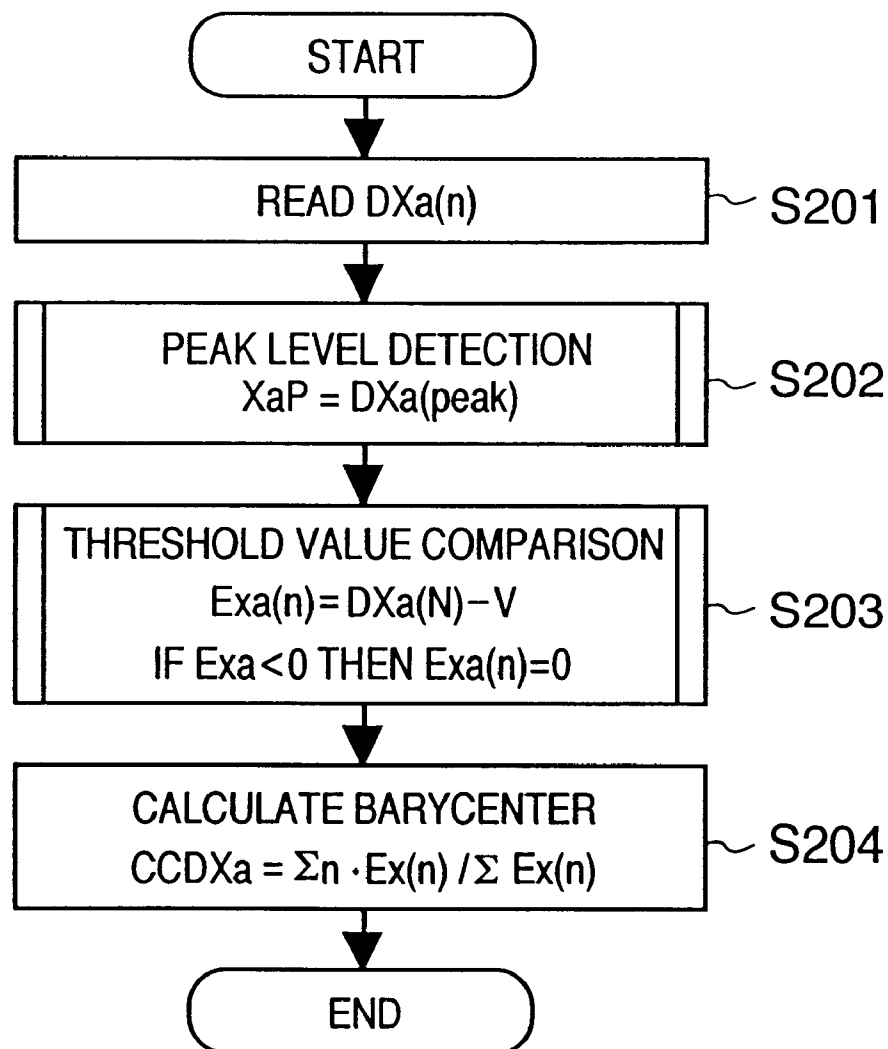 START
READ DXa(n)
S201
PEAK LEVEL DETECTION
XaP = DXa(peak)
S202
THRESHOLD VALUE COMPARISON
Exa(n)=DXa(N)−V
IF Exa<0 THEN Exa(n)=0
S203
CALCULATE BARYCENTER
CCDXa = Σn · Ex(n) / Σ Ex(n)
S204
END